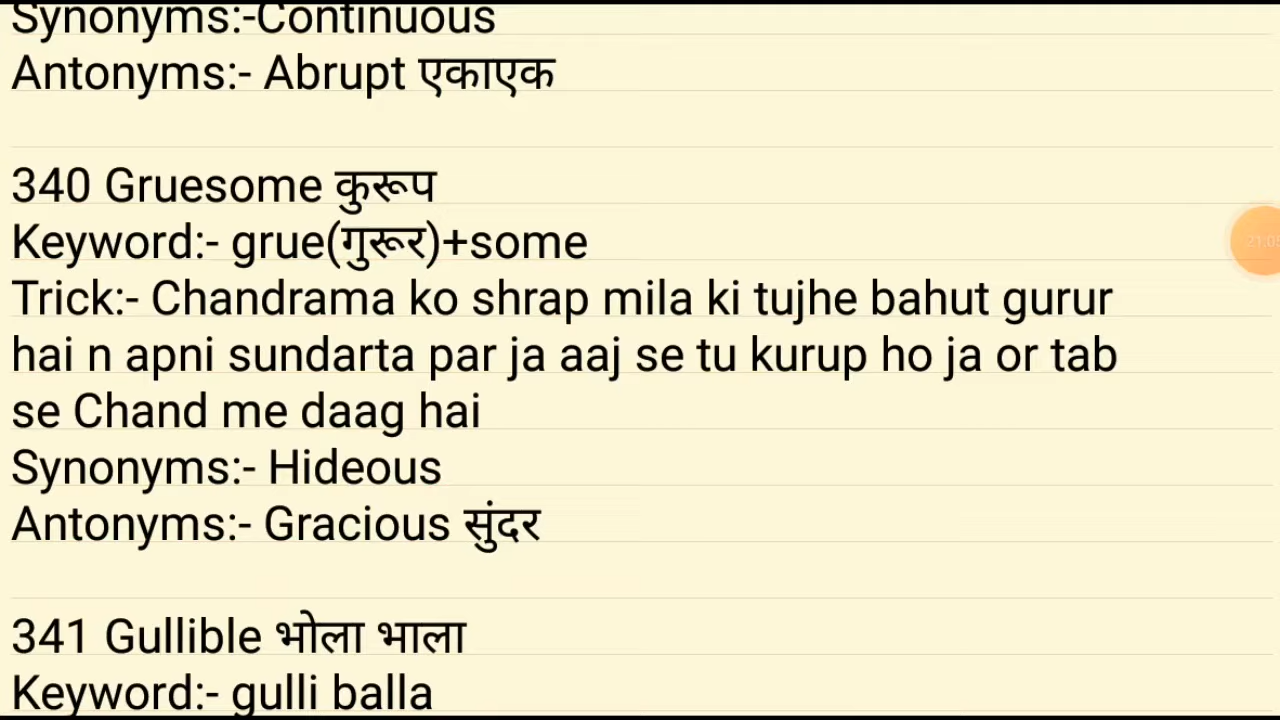 Synonyms:-Continuous
Antonyms:- Abrupt एकाएक
340 Gruesome कुरूप
Keyword:- grue(गुरूर)+some
Trick:- Chandrama ko shrap mila ki tujhe bahut gurur
hai n apni sundarta par ja aaj se tu kurup ho ja or tab
se Chand me daag hai
Synonyms:- Hideous
Antonyms:- Gracious सुंदर
341 Gullible भोला भाला
Keyword:- gulli balla